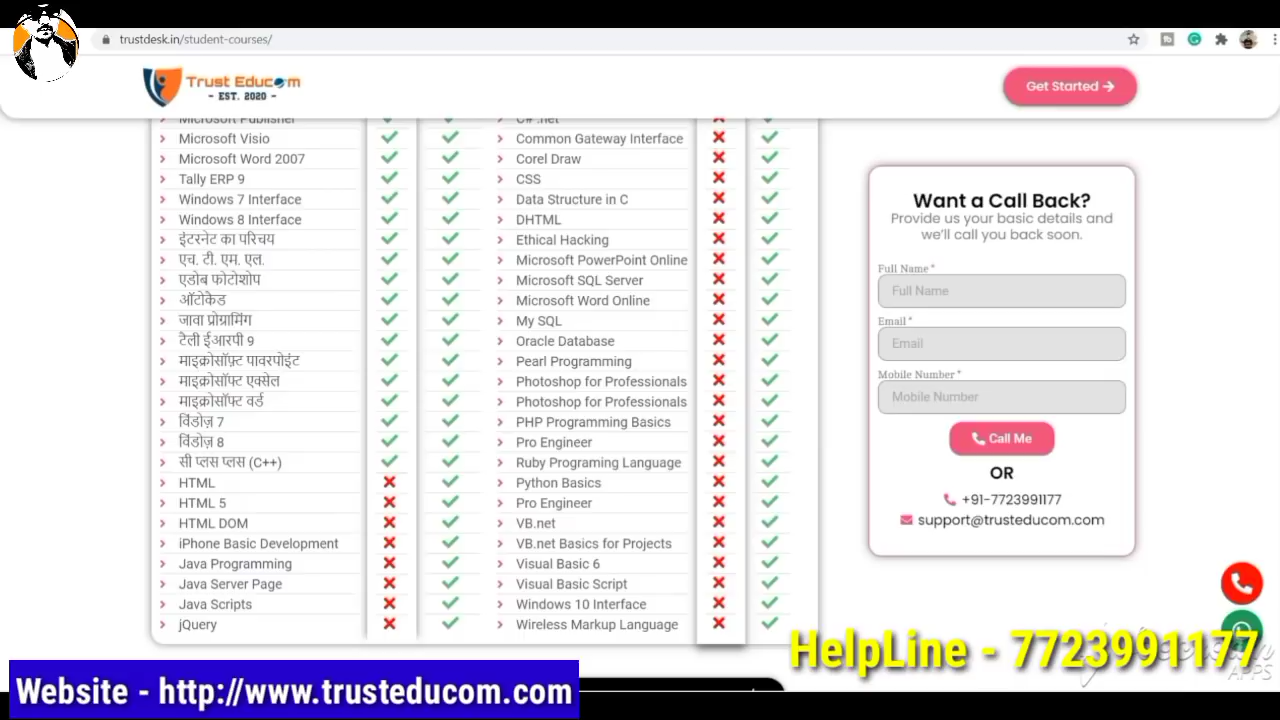 trustdesk.in/student-courses/
Trust Educom
- EST. 2020 -
Get Started →
Microsoft Publisher
Microsoft Visio
Microsoft Word 2007
Tally ERP 9
Windows 7 Interface
Windows 8 Interface
इंटरनेट का परिचय
एच. टी. एम. एल.
एडोब फोटोशोप
ऑटोकैड
जावा प्रोग्रामिंग
टैली ईआरपी 9
माइक्रोसॉफ़्ट पावरपोइंट
माइक्रोसॉफ्ट एक्सेल
माइक्रोसॉफ्ट वर्ड
विंडोज़ 7
विंडोज़ 8
सी प्लस प्लस (C++)
HTML
HTML 5
HTML DOM
iPhone Basic Development
Java Programming
Java Server Page
Java Scripts
jQuery
C# .net
Common Gateway Interface
Corel Draw
CSS
Data Structure in C
DHTML
Ethical Hacking
Microsoft PowerPoint Online
Microsoft SQL Server
Microsoft Word Online
My SQL
Oracle Database
Pearl Programming
Photoshop for Professionals
Photoshop for Professionals
PHP Programming Basics
Pro Engineer
Ruby Programing Language
Python Basics
Pro Engineer
VB.net
VB.net Basics for Projects
Visual Basic 6
Visual Basic Script
Windows 10 Interface
Wireless Markup Language
Want a Call Back?
Provide us your basic details and
we'll call you back soon.
Full Name *
Full Name
Email *
Email
Mobile Number *
Mobile Number
Call Me
OR
+91-7723991177
support@trusteducom.com
HelpLine - 7723991177
APPS
Website - http://www.trusteducom.com